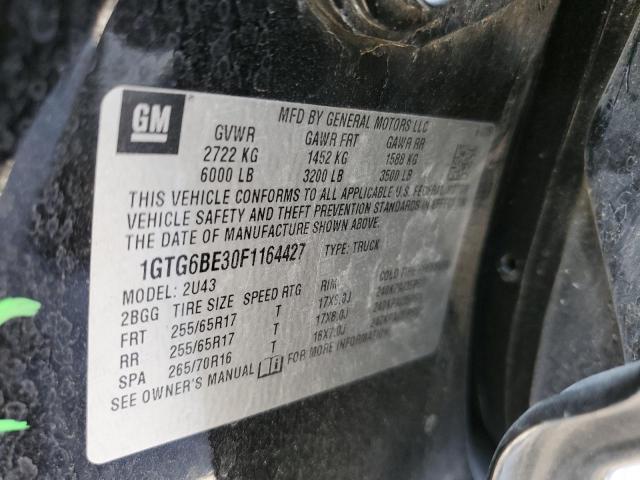 GM
MFD BY GENERAL MOTORS LLC
GVWR GAWR FRT GAWR RR
2722 KG 1452 KG 1588 KG
6000 LB 3200 LB 3500 LB
THIS VEHICLE CONFORMS TO ALL APPLICABLE U.S. FEDERAL MOTOR
VEHICLE SAFETY AND THEFT PREVENTION STANDARDS IN EFFECT ON
THE DATE OF MANUFACTURE SHOWN ABOVE.
1GTG6BE30F1164427 TYPE: TRUCK
MODEL: 2U43
2BGG TIRE SIZE SPEED RTG RIM COLD TIRE
FRT 255/65R17 T 17X8.0J
RR 255/65R17 T 17X8.0J
SPA 265/70R16 T 16X7.0J
SEE OWNER'S MANUAL FOR MORE INFORMATION